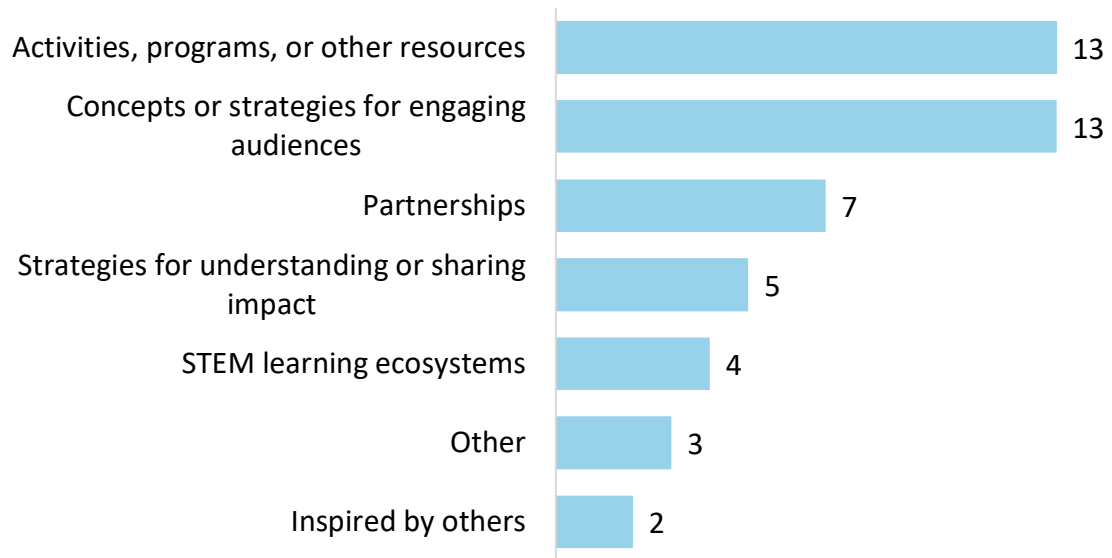 Activities, programs, or other resources
13
Concepts or strategies for engaging
audiences
13
Partnerships
7
Strategies for understanding or sharing
impact
5
STEM learning ecosystems
4
Other
3
Inspired by others
2